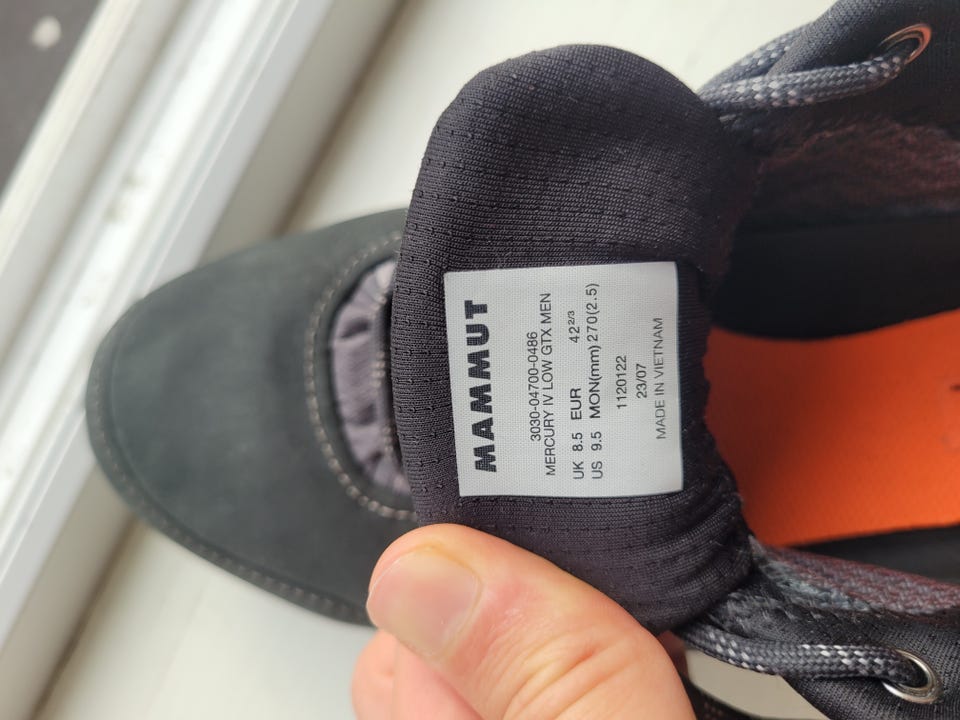 MAMMUT
3030-04700-0486
MERCURY IV LOW GTX MEN
UK 8.5 EUR 42 2/3
US 9.5 MON(mm) 270(2.5)
1120122
23/07
MADE IN VIETNAM